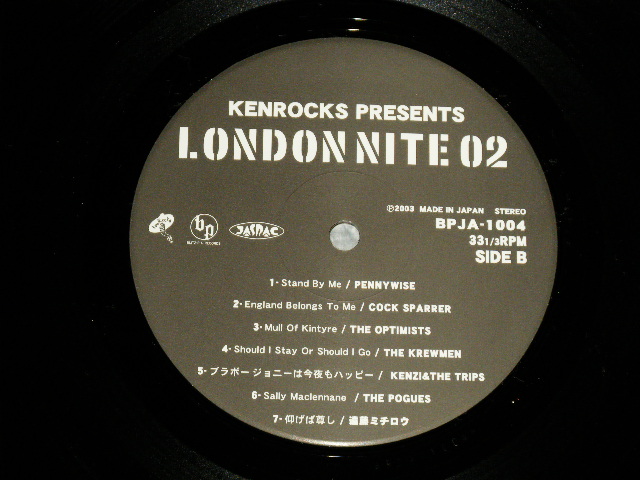 KENROCKS PRESENTS
LONDON NITE 02
℗2003 MADE IN JAPAN STEREO
BPJA-1004
33 1/3RPM
SIDE B
bp
JASRAC
1· Stand By Me / PENNYWISE
2· England Belongs To Me / COCK SPARRER
3· Mull Of Kintyre / THE OPTIMISTS
4· Should I Stay Or Should I Go / THE KREWMEN
5· ブラボー ジョニーは今夜もハッピー / KENZI&THE TRIPS
6· Sally Maclennane / THE POGUES
7· 仰げば尊し / 遠藤ミチロウ